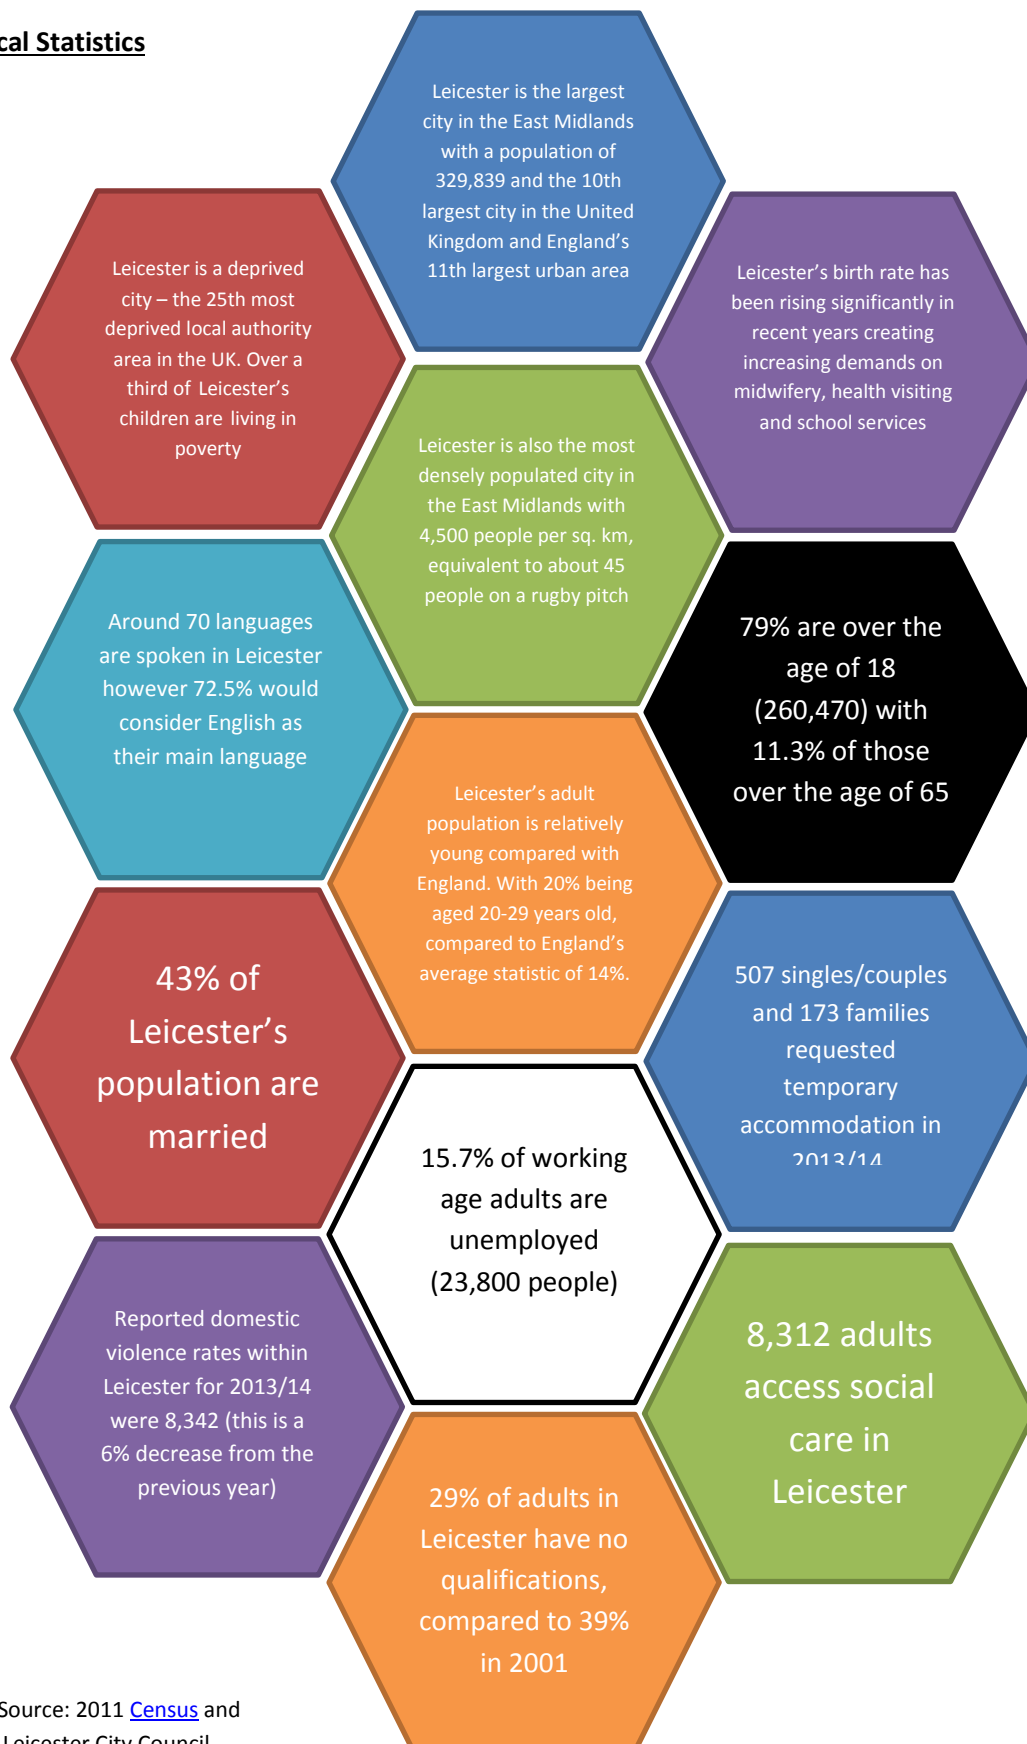 cal Statistics
Leicester is the largest
city in the East Midlands
with a population of
329,839 and the 10th
largest city in the United
Kingdom and England’s
11th largest urban area
Leicester is a deprived
city – the 25th most
deprived local authority
area in the UK. Over a
third of Leicester’s
children are living in
poverty
Leicester’s birth rate has
been rising significantly in
recent years creating
increasing demands on
midwifery, health visiting
and school services
Leicester is also the most
densely populated city in
the East Midlands with
4,500 people per sq. km,
equivalent to about 45
people on a rugby pitch
Around 70 languages
are spoken in Leicester
however 72.5% would
consider English as
their main language
79% are over the
age of 18
(260,470) with
11.3% of those
over the age of 65
Leicester’s adult
population is relatively
young compared with
England. With 20% being
aged 20-29 years old,
compared to England’s
average statistic of 14%.
43% of
Leicester’s
population are
married
507 singles/couples
and 173 families
requested
temporary
accommodation in
2013/14
15.7% of working
age adults are
unemployed
(23,800 people)
Reported domestic
violence rates within
Leicester for 2013/14
were 8,342 (this is a
6% decrease from the
previous year)
8,312 adults
access social
care in
Leicester
29% of adults in
Leicester have no
qualifications,
compared to 39%
in 2001
Source: 2011 Census and
Leicester City Council